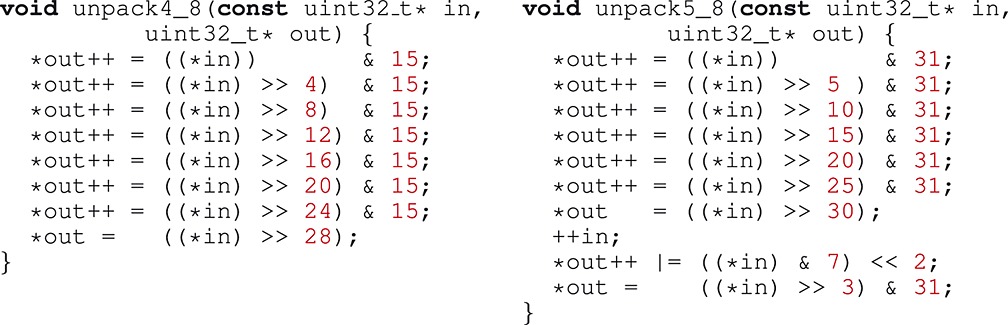 void unpack4_8(const uint32_t* in,
        uint32_t* out) {
  *out++ = ((*in))       & 15;
  *out++ = ((*in) >> 4)  & 15;
  *out++ = ((*in) >> 8)  & 15;
  *out++ = ((*in) >> 12) & 15;
  *out++ = ((*in) >> 16) & 15;
  *out++ = ((*in) >> 20) & 15;
  *out++ = ((*in) >> 24) & 15;
  *out =   ((*in) >> 28);
}
void unpack5_8(const uint32_t* in,
        uint32_t* out) {
  *out++ = ((*in))       & 31;
  *out++ = ((*in) >> 5 ) & 31;
  *out++ = ((*in) >> 10) & 31;
  *out++ = ((*in) >> 15) & 31;
  *out++ = ((*in) >> 20) & 31;
  *out++ = ((*in) >> 25) & 31;
  *out   = ((*in) >> 30);
  ++in;
  *out++ |= ((*in) & 7) << 2;
  *out =    ((*in) >> 3) & 31;
}